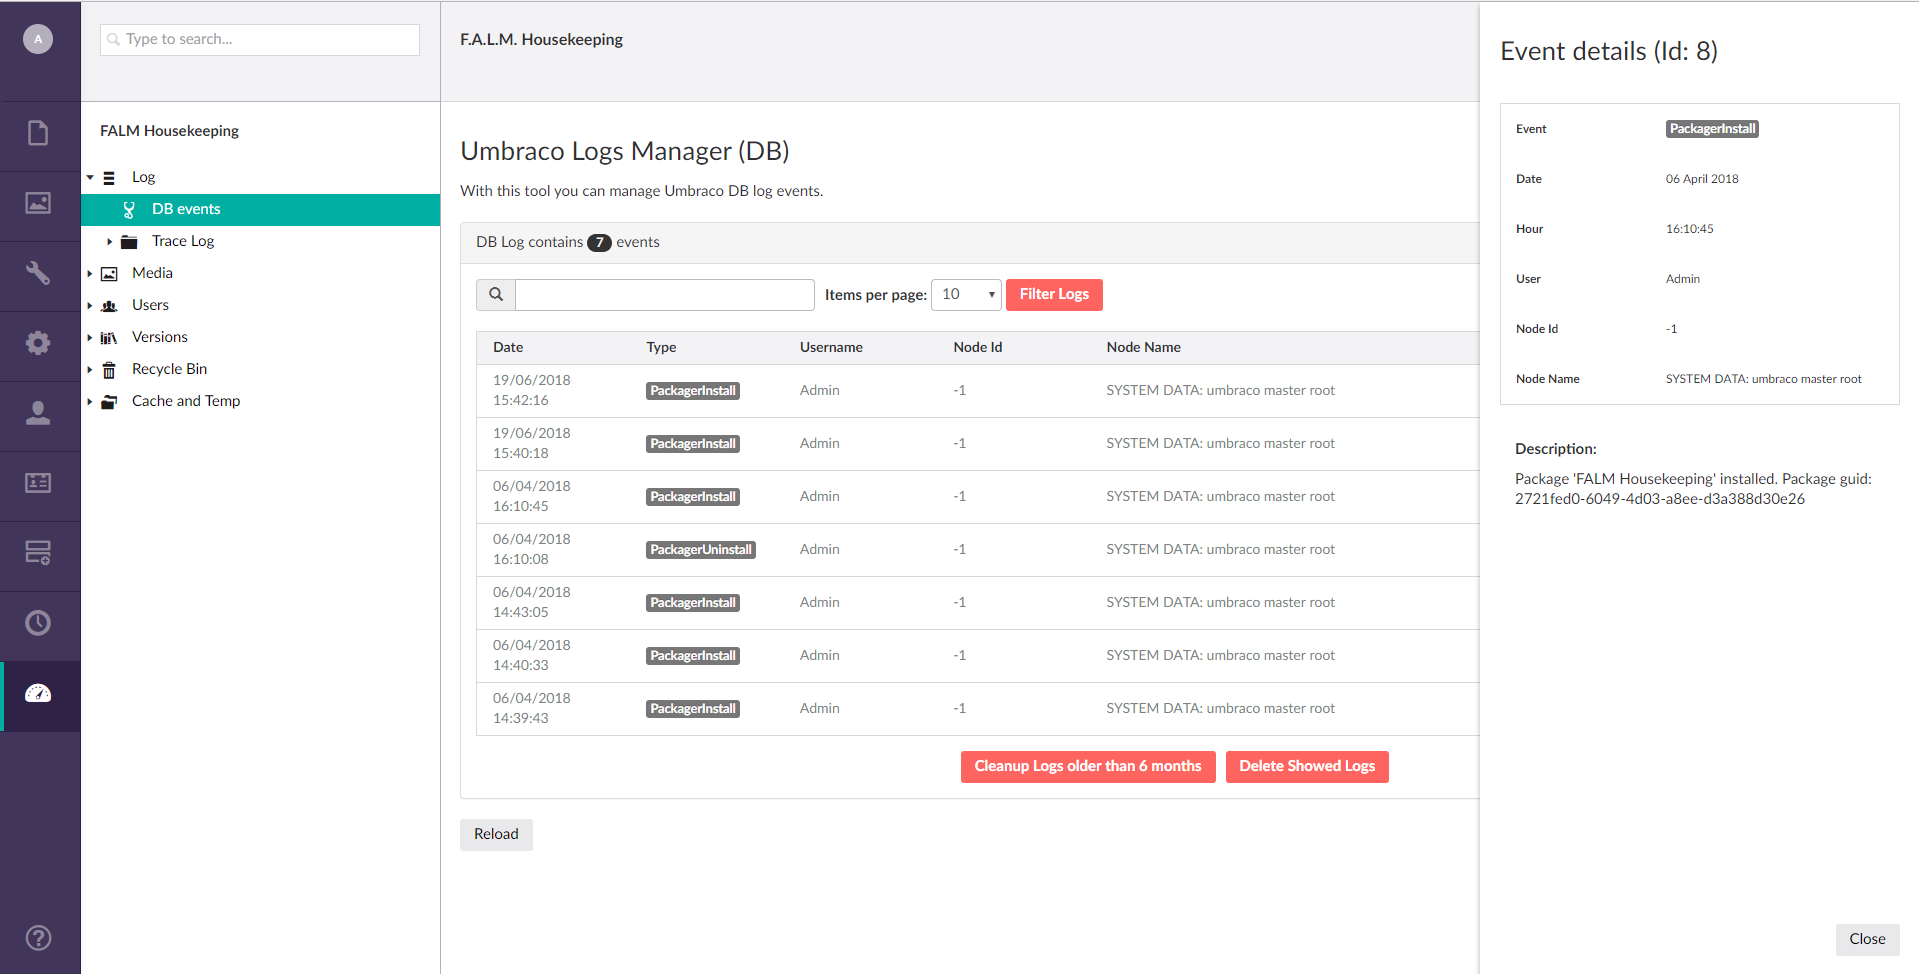 A
Type to search...
FALM Housekeeping
Log
DB events
Trace Log
Media
Users
Versions
Recycle Bin
Cache and Temp
F.A.L.M. Housekeeping
Umbraco Logs Manager (DB)
With this tool you can manage Umbraco DB log events.
DB Log contains 7 events
Items per page: 10 Filter Logs
Date Type Username Node Id Node Name
19/06/2018
15:42:16 PackagerInstall Admin -1 SYSTEM DATA: umbraco master root
19/06/2018
15:40:18 PackagerInstall Admin -1 SYSTEM DATA: umbraco master root
06/04/2018
16:10:45 PackagerInstall Admin -1 SYSTEM DATA: umbraco master root
06/04/2018
16:10:08 PackagerUninstall Admin -1 SYSTEM DATA: umbraco master root
06/04/2018
14:43:05 PackagerInstall Admin -1 SYSTEM DATA: umbraco master root
06/04/2018
14:40:33 PackagerInstall Admin -1 SYSTEM DATA: umbraco master root
06/04/2018
14:39:43 PackagerInstall Admin -1 SYSTEM DATA: umbraco master root
Cleanup Logs older than 6 months Delete Showed Logs
Reload
Event details (Id: 8)
Event PackagerInstall
Date 06 April 2018
Hour 16:10:45
User Admin
Node Id -1
Node Name SYSTEM DATA: umbraco master root
Description:
Package 'FALM Housekeeping' installed. Package guid:
2721fed0-6049-4d03-a8ee-d3a388d30e26
Close